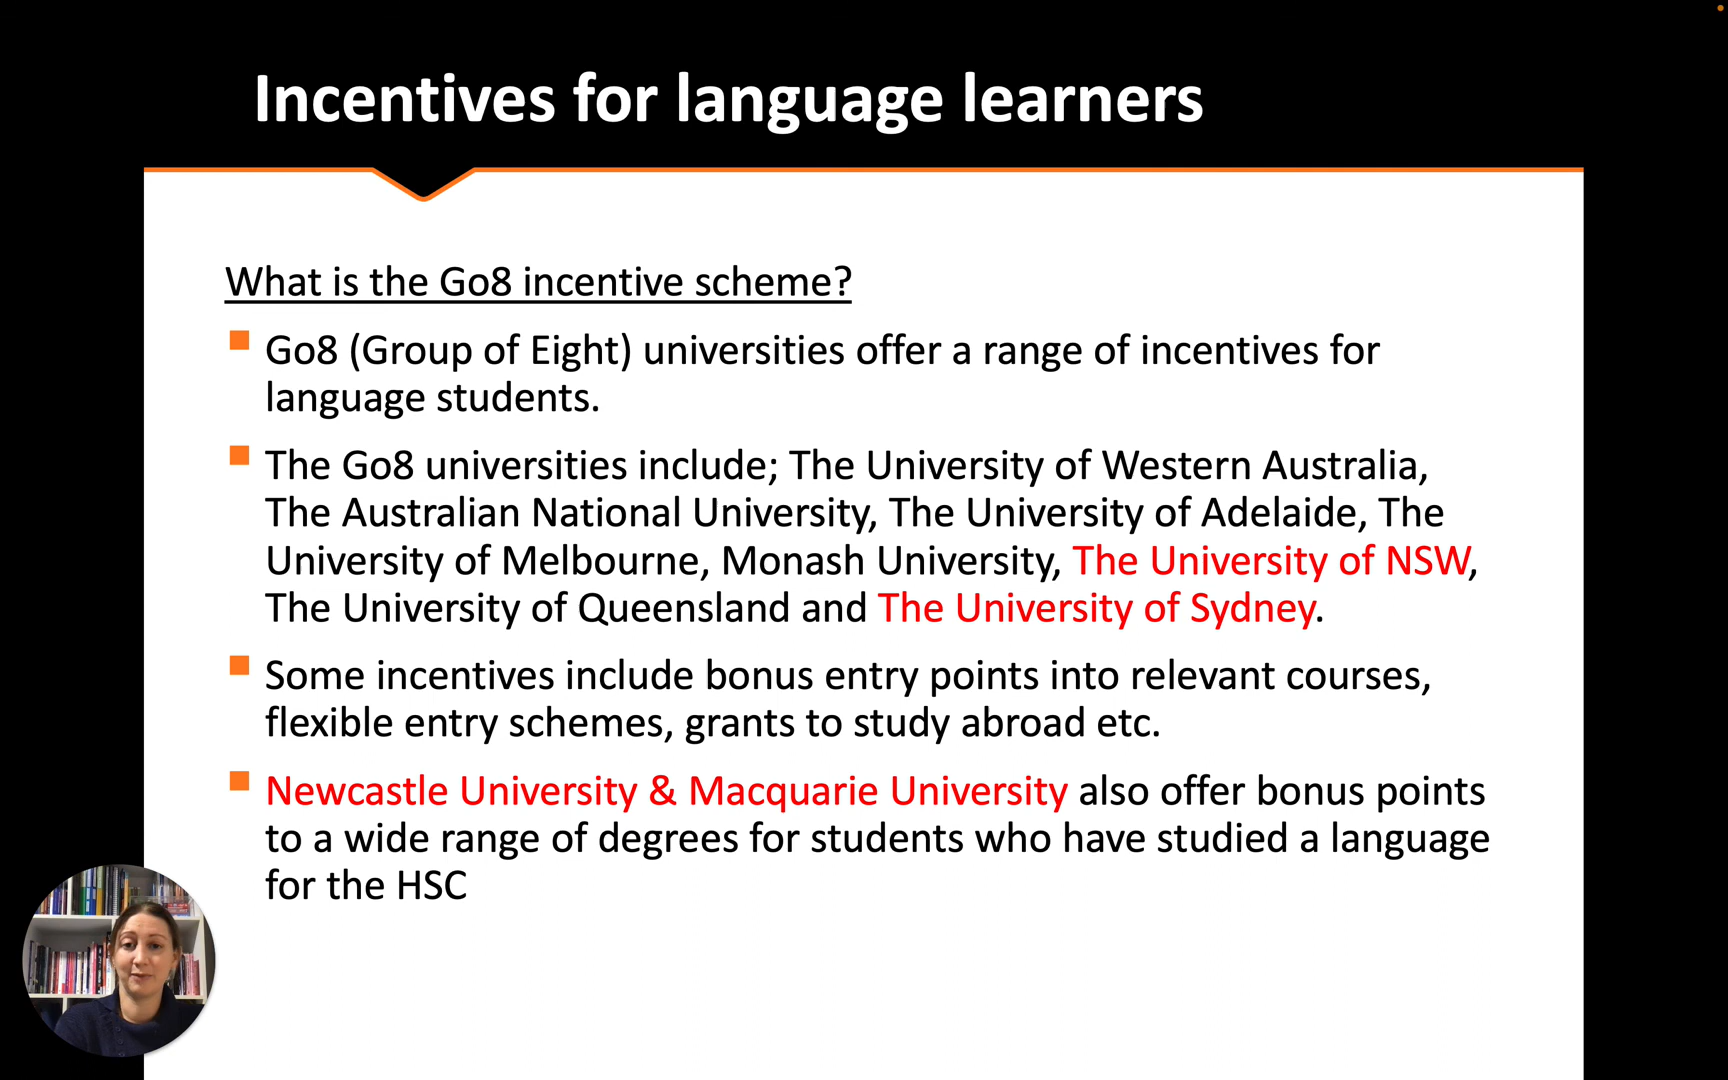 Incentives for language learners
What is the Go8 incentive scheme?
Go8 (Group of Eight) universities offer a range of incentives for
language students.
The Go8 universities include; The University of Western Australia,
The Australian National University, The University of Adelaide, The
University of Melbourne, Monash University, The University of NSW,
The University of Queensland and The University of Sydney.
Some incentives include bonus entry points into relevant courses,
flexible entry schemes, grants to study abroad etc.
Newcastle University & Macquarie University also offer bonus points
to a wide range of degrees for students who have studied a language
for the HSC